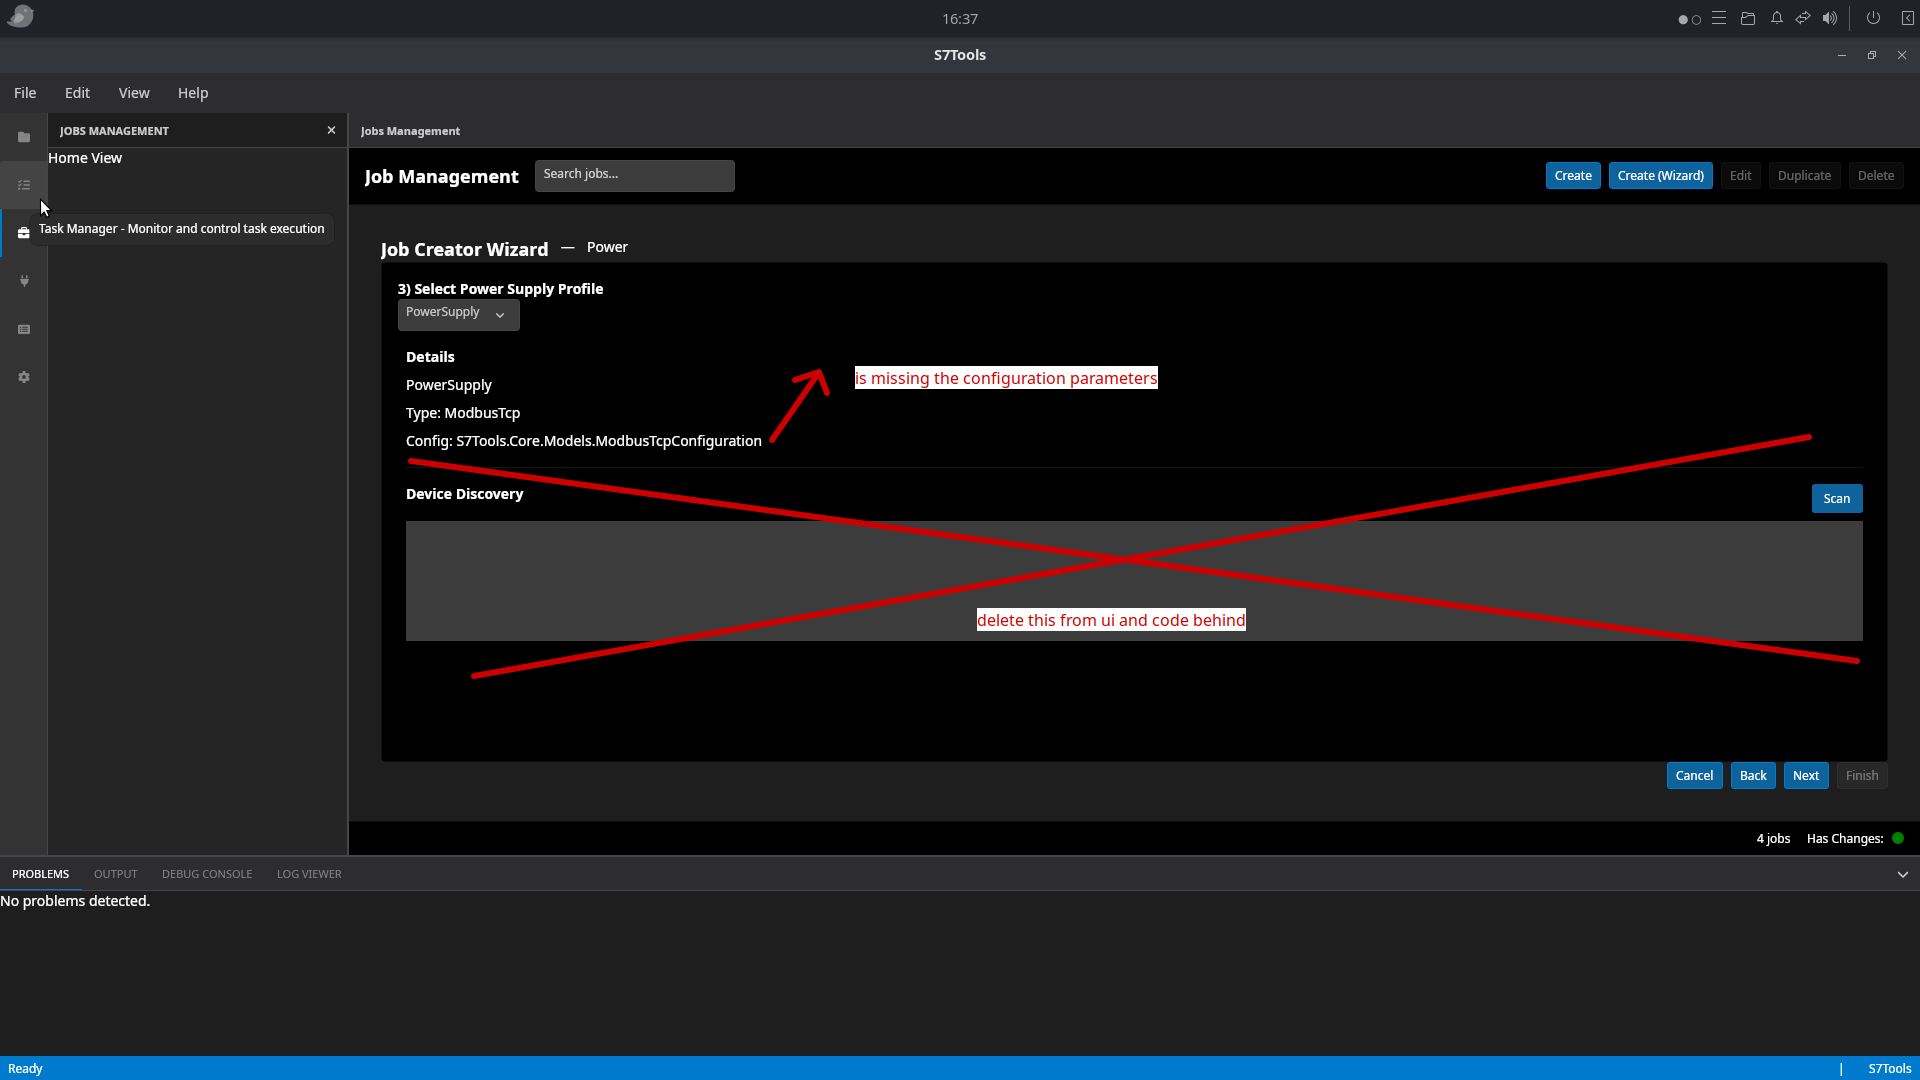 16:37
S7Tools
File Edit View Help
JOBS MANAGEMENT
Jobs Management
Home View
Job Management
Search jobs...
Create
Create (Wizard)
Edit
Duplicate
Delete
Task Manager - Monitor and control task execution
Job Creator Wizard — Power
3) Select Power Supply Profile
PowerSupply
Details
is missing the configuration parameters
PowerSupply
Type: ModbusTcp
Config: S7Tools.Core.Models.ModbusTcpConfiguration
Device Discovery
Scan
delete this from ui and code behind
Cancel
Back
Next
Finish
4 jobs Has Changes:
PROBLEMS OUTPUT DEBUG CONSOLE LOG VIEWER
No problems detected.
Ready
| S7Tools